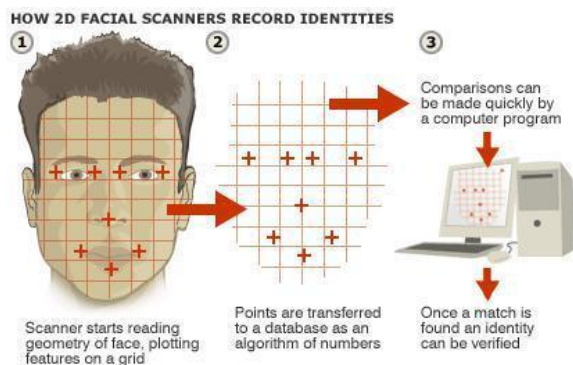 HOW 2D FACIAL SCANNERS RECORD IDENTITIES
1
2
3
Comparisons can
be made quickly by
a computer program
Scanner starts reading
geometry of face, plotting
features on a grid
Points are transferred
to a database as an
algorithm of numbers
Once a match is
found an identity
can be verified